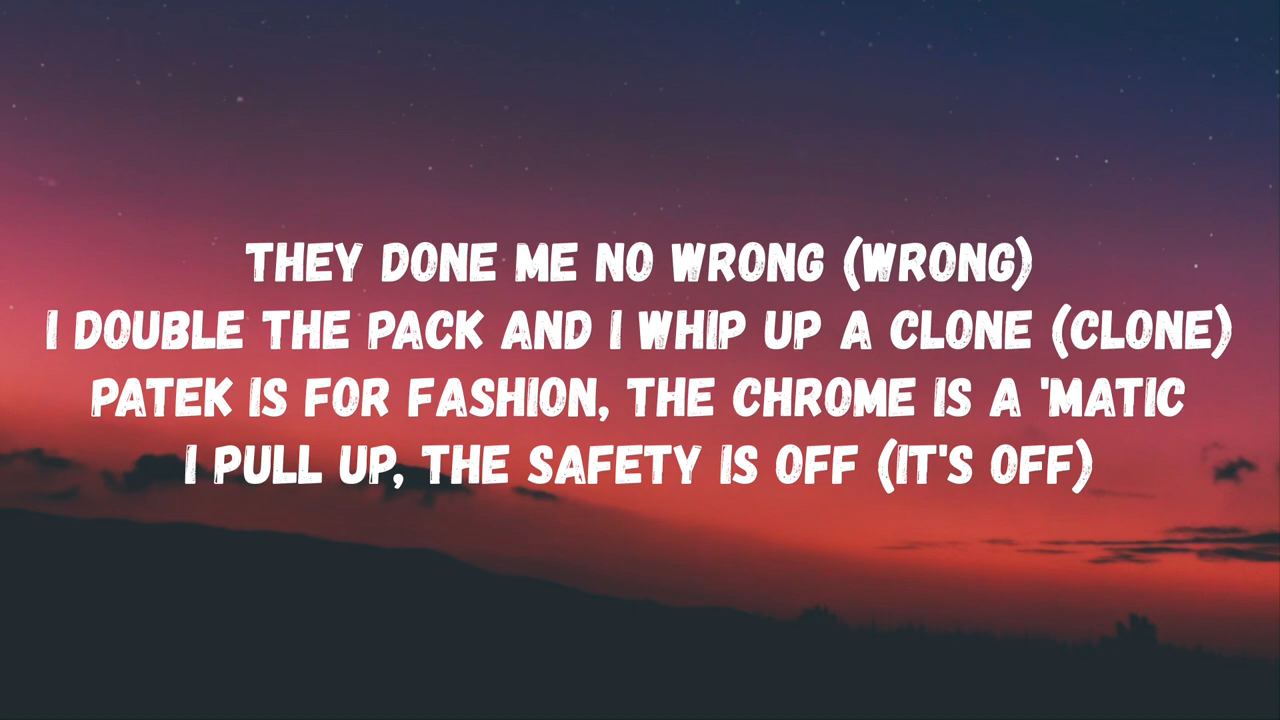 THEY DONE ME NO WRONG (WRONG)
I DOUBLE THE PACK AND I WHIP UP A CLONE (CLONE)
PATEK IS FOR FASHION, THE CHROME IS A 'MATIC
I PULL UP, THE SAFETY IS OFF (IT'S OFF)